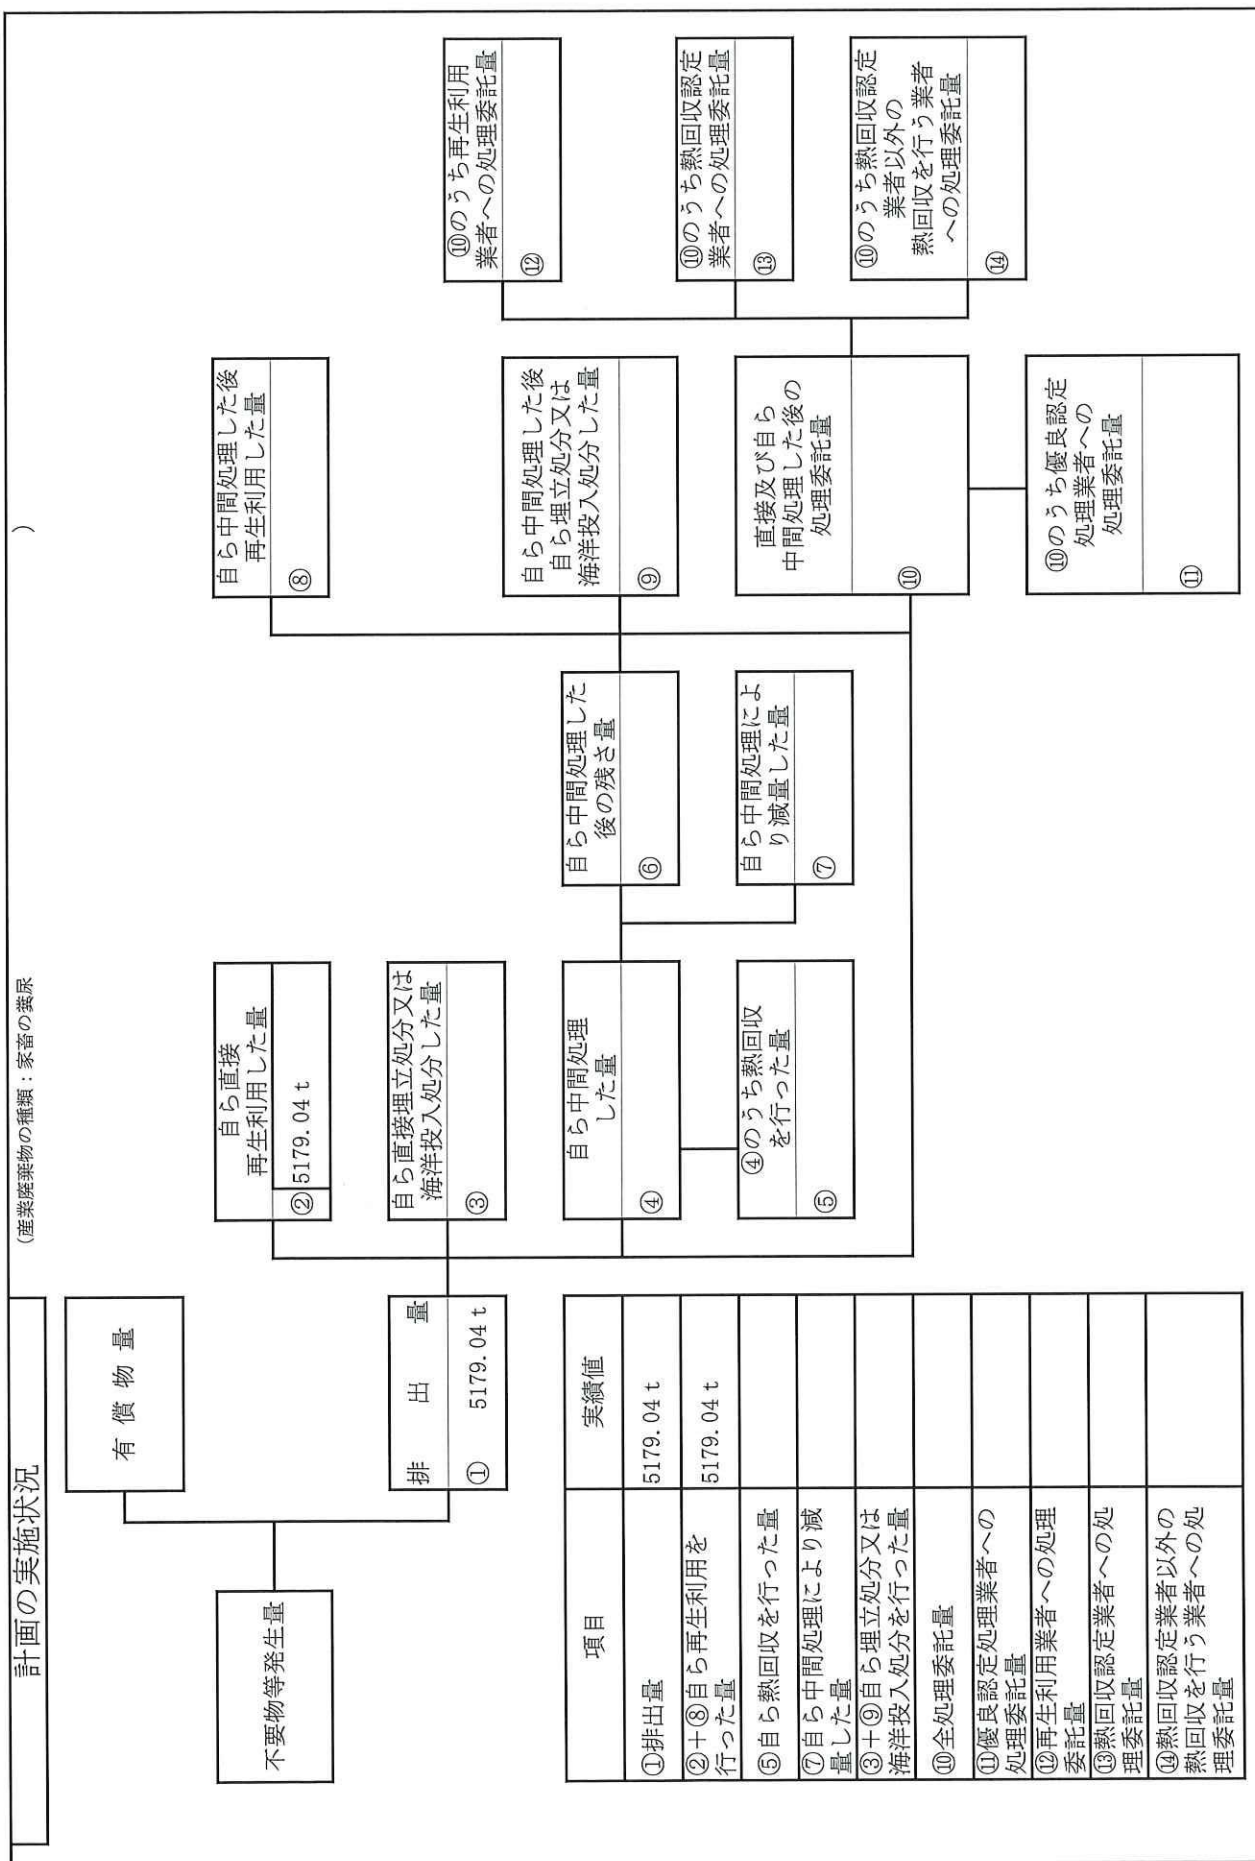 計画の実施状況
(産業廃棄物の種類：家畜の糞尿
)
不要物等発生量
有償物量
排出量
① 5179.04 t
自ら直接
再生利用した量
② 5179.04 t
自ら直接埋立処分又は
海洋投入処分した量
③
自ら中間処理
した量
④
④のうち熱回収
を行った量
⑤
自ら中間処理した
後の残さ量
⑥
自ら中間処理によ
り減量した量
⑦
自ら中間処理した後
再生利用した量
⑧
自ら中間処理した後
自ら埋立処分又は
海洋投入処分した量
⑨
直接及び自ら
中間処理した後の
処理委託量
⑩
⑩のうち優良認定
処理業者への
処理委託量
⑪
⑩のうち再生利用
業者への処理委託量
⑫
⑩のうち熱回収認定
業者への処理委託量
⑬
⑩のうち熱回収認定
業者以外の
熱回収を行う業者
への処理委託量
⑭
項目 実績値
①排出量 5179.04 t
②＋⑧自ら再生利用を
行った量 5179.04 t
⑤自ら熱回収を行った量
⑦自ら中間処理により減
量した量
③＋⑨自ら埋立処分又は
海洋投入処分を行った量
⑩全処理委託量
⑪優良認定処理業者への
処理委託量
⑫再生利用業者への処理
委託量
⑬熱回収認定業者への処
理委託量
⑭熱回収認定業者以外の
熱回収を行う業者への処
理委託量